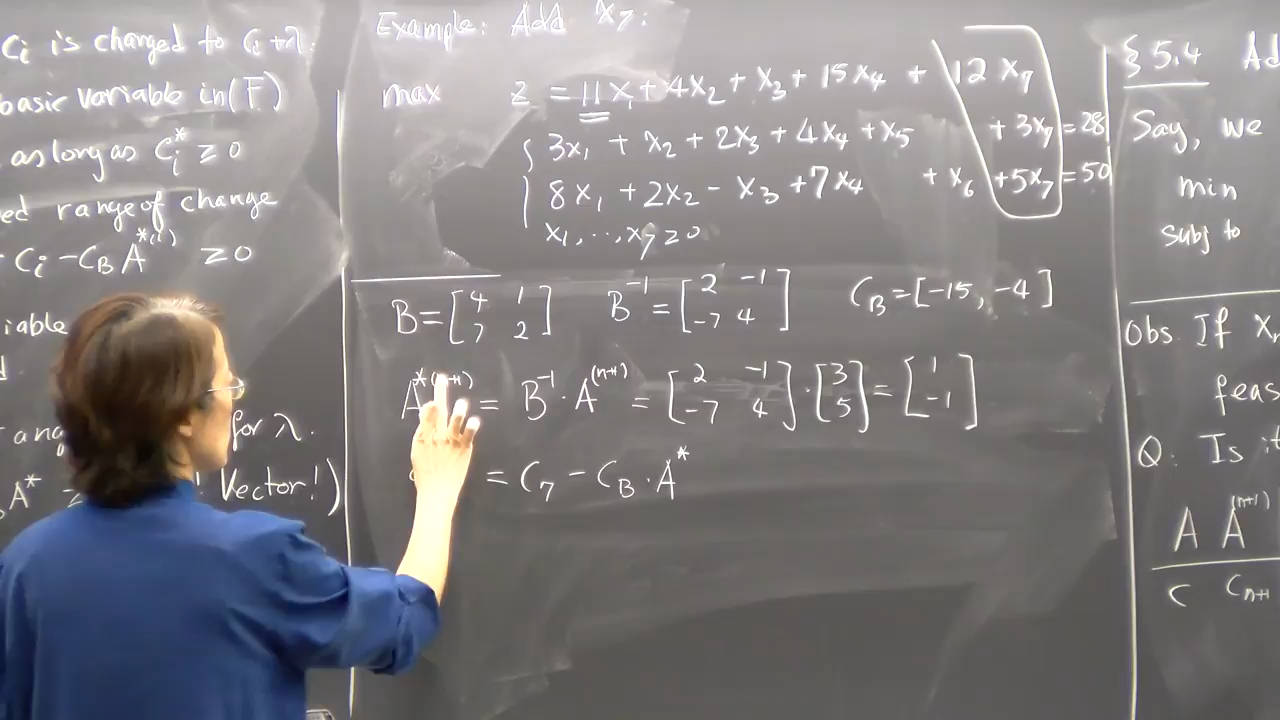 Ci is changed to Ci+λ.
basic variable in (F)
as long as Ci* ≥ 0
ed range of change
Ci - CB A*(i) ≥ 0
iable
for λ.
A*
Vector!)
Example: Add x7:
max z = 11x1 + 4x2 + x3 + 15x4 + 12x7
3x1 + x2 + 2x3 + 4x4 + x5 + 3x7 = 28
8x1 + 2x2 - x3 + 7x4 + x6 + 5x7 = 50
x1, .., x7 ≥ 0
B = [4 1; 7 2] B^-1 = [2 -1; -7 4] CB = [-15, -4]
A*(n+1) = B^-1 · A^(n+1) = [2 -1; -7 4] · [3; 5] = [1; -1]
= C7 - CB · A*
§ 5.4 Ad
Say, we
min
subj to
Obs. If
feas
Q: Is it
A A^(n+1)
c Cn+1